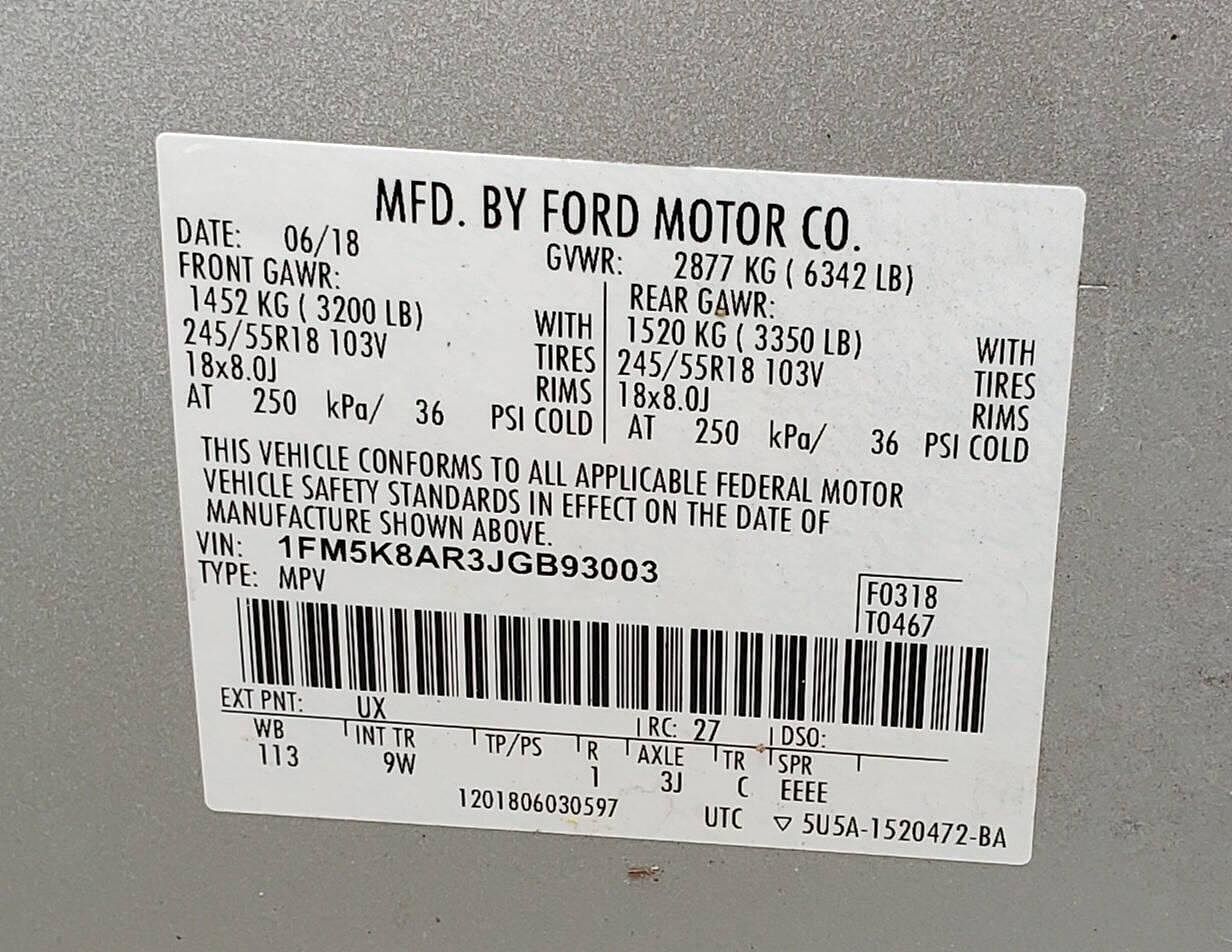 MFD. BY FORD MOTOR CO.
DATE: 06/18 GVWR: 2877 KG ( 6342 LB)
FRONT GAWR: REAR GAWR:
1452 KG ( 3200 LB) WITH 1520 KG ( 3350 LB) WITH
245/55R18 103V TIRES 245/55R18 103V TIRES
18x8.0J RIMS 18x8.0J RIMS
AT 250 kPa/ 36 PSI COLD AT 250 kPa/ 36 PSI COLD
THIS VEHICLE CONFORMS TO ALL APPLICABLE FEDERAL MOTOR
VEHICLE SAFETY STANDARDS IN EFFECT ON THE DATE OF
MANUFACTURE SHOWN ABOVE.
VIN: 1FM5K8AR3JGB93003
TYPE: MPV
F0318
T0467
EXT PNT: UX RC: 27 DSO:
WB INT TR TP/PS R AXLE TR SPR
113 9W 1 3J C EEEE
1201806030597 UTC ▽ 5U5A-1520472-BA